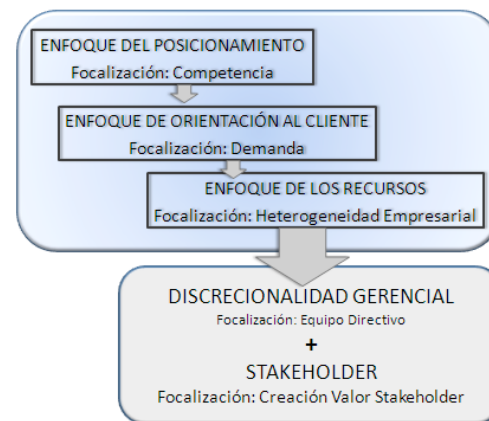 ENFOQUE DEL POSICIONAMIENTO
Focalización: Competencia
ENFOQUE DE ORIENTACIÓN AL CLIENTE
Focalización: Demanda
ENFOQUE DE LOS RECURSOS
Focalización: Heterogeneidad Empresarial
DISCRECIONALIDAD GERENCIAL
Focalización: Equipo Directivo
+
STAKEHOLDER
Focalización: Creación Valor Stakeholder